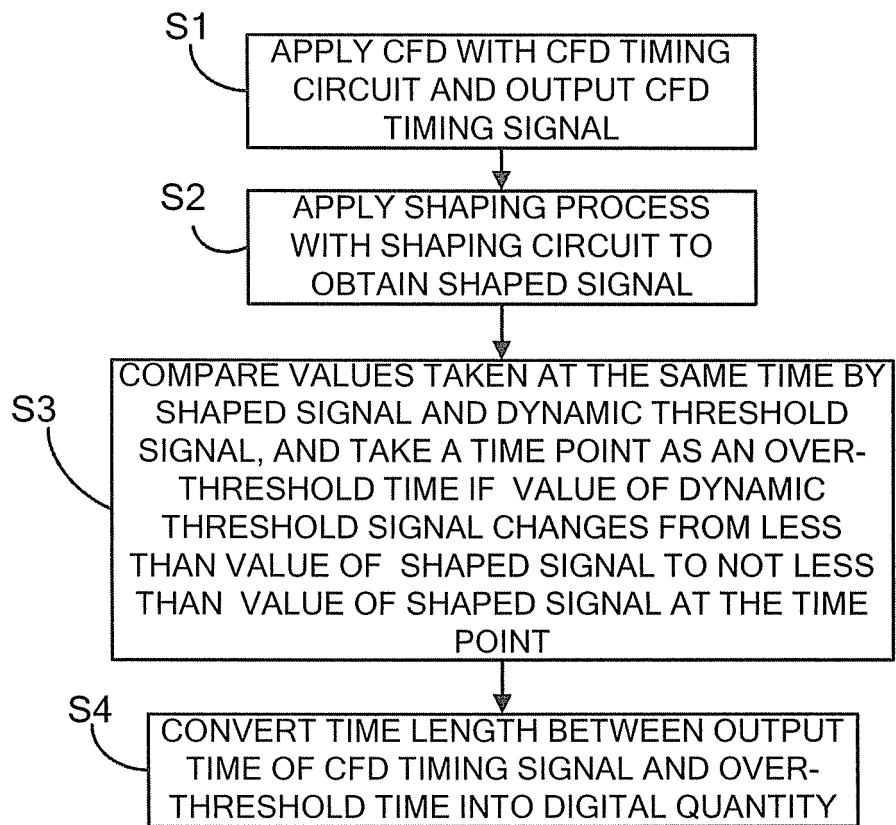 S1
APPLY CFD WITH CFD TIMING
CIRCUIT AND OUTPUT CFD
TIMING SIGNAL
S2
APPLY SHAPING PROCESS
WITH SHAPING CIRCUIT TO
OBTAIN SHAPED SIGNAL
S3
COMPARE VALUES TAKEN AT THE SAME TIME BY
SHAPED SIGNAL AND DYNAMIC THRESHOLD
SIGNAL, AND TAKE A TIME POINT AS AN OVER-
THRESHOLD TIME IF VALUE OF DYNAMIC
THRESHOLD SIGNAL CHANGES FROM LESS
THAN VALUE OF SHAPED SIGNAL TO NOT LESS
THAN VALUE OF SHAPED SIGNAL AT THE TIME
POINT
S4
CONVERT TIME LENGTH BETWEEN OUTPUT
TIME OF CFD TIMING SIGNAL AND OVER-
THRESHOLD TIME INTO DIGITAL QUANTITY